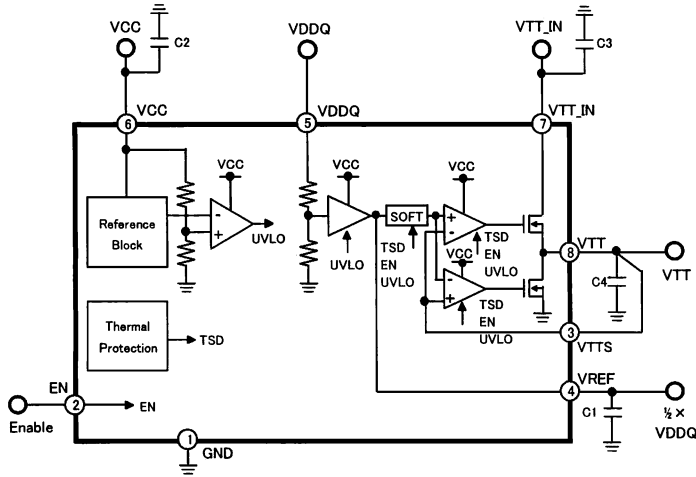 VCC
C2
VDDQ
VTT_IN
C3
VCC
6
VDDQ
5
VTT_IN
7
VCC
VCC
VCC
Reference
Block
-
+
UVLO
UVLO
SOFT
TSD
EN
UVLO
+
-
TSD
EN
UVLO
VCC
-
+
TSD
EN
UVLO
VTT
8
C4
VTT
3
VTTS
Thermal
Protection
TSD
VREF
4
C1
½ ×
VDDQ
EN
2
EN
Enable
1
GND